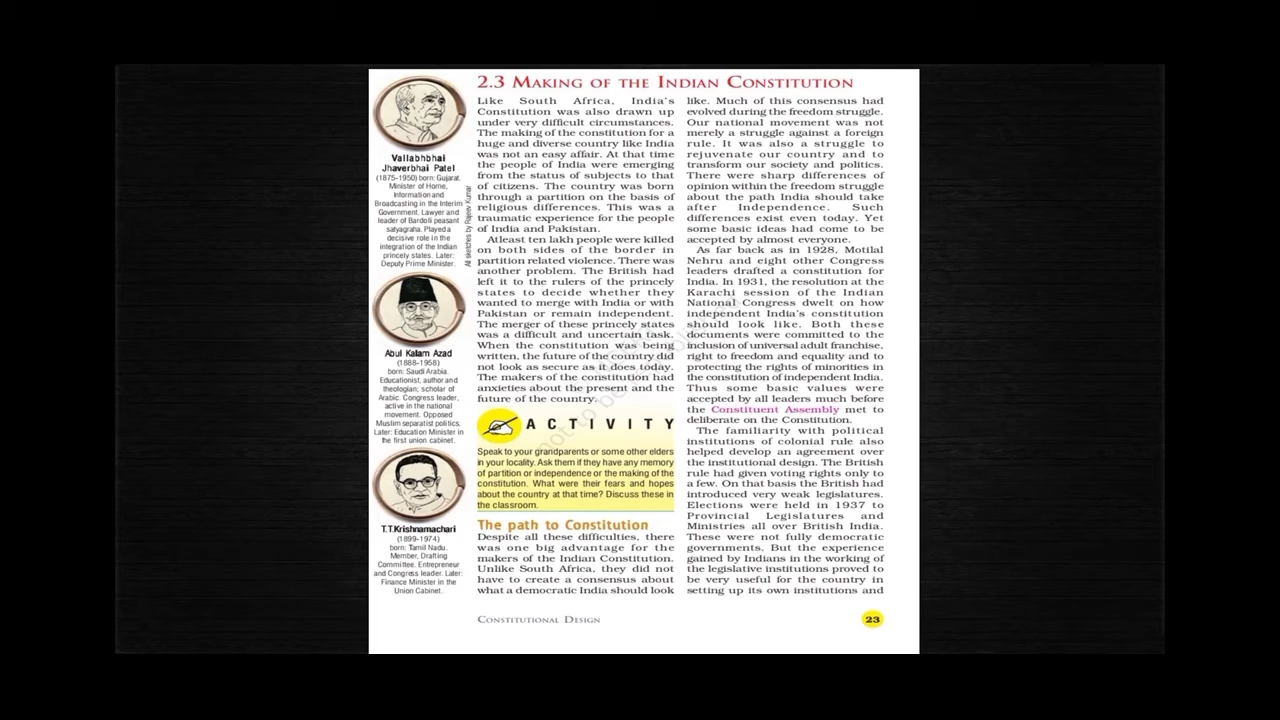 2.3 Making of the Indian Constitution
Vallabhbhai
Jhaverbhai Patel
(1875-1950) born: Gujarat.
Minister of Home,
Information and
Broadcasting in the Interim
Government. Lawyer and
leader of Bardoli peasant
satyagraha. Played a
decisive role in the
integration of the Indian
princely states. Later:
Deputy Prime Minister.
All sketches by Rajeev Kumar
Abul Kalam Azad
(1888-1958)
born: Saudi Arabia.
Educationist, author and
theologian; scholar of
Arabic. Congress leader,
active in the national
movement. Opposed
Muslim separatist politics.
Later: Education Minister in
the first union cabinet.
T.T.Krishnamachari
(1899-1974)
born: Tamil Nadu.
Member, Drafting
Committee. Entrepreneur
and Congress leader. Later:
Finance Minister in the
Union Cabinet.
Like South Africa, India's
Constitution was also drawn up
under very difficult circumstances.
The making of the constitution for a
huge and diverse country like India
was not an easy affair. At that time
the people of India were emerging
from the status of subjects to that
of citizens. The country was born
through a partition on the basis of
religious differences. This was a
traumatic experience for the people
of India and Pakistan.
Atleast ten lakh people were killed
on both sides of the border in
partition related violence. There was
another problem. The British had
left it to the rulers of the princely
states to decide whether they
wanted to merge with India or with
Pakistan or remain independent.
The merger of these princely states
was a difficult and uncertain task.
When the constitution was being
written, the future of the country did
not look as secure as it does today.
The makers of the constitution had
anxieties about the present and the
future of the country.
ACTIVITY
Speak to your grandparents or some other elders
in your locality. Ask them if they have any memory
of partition or independence or the making of the
constitution. What were their fears and hopes
about the country at that time? Discuss these in
the classroom.
The path to Constitution
Despite all these difficulties, there
was one big advantage for the
makers of the Indian Constitution.
Unlike South Africa, they did not
have to create a consensus about
what a democratic India should look
like. Much of this consensus had
evolved during the freedom struggle.
Our national movement was not
merely a struggle against a foreign
rule. It was also a struggle to
rejuvenate our country and to
transform our society and politics.
There were sharp differences of
opinion within the freedom struggle
about the path India should take
after Independence. Such
differences exist even today. Yet
some basic ideas had come to be
accepted by almost everyone.
As far back as in 1928, Motilal
Nehru and eight other Congress
leaders drafted a constitution for
India. In 1931, the resolution at the
Karachi session of the Indian
National Congress dwelt on how
independent India's constitution
should look like. Both these
documents were committed to the
inclusion of universal adult franchise,
right to freedom and equality and to
protecting the rights of minorities in
the constitution of independent India.
Thus some basic values were
accepted by all leaders much before
the Constituent Assembly met to
deliberate on the Constitution.
The familiarity with political
institutions of colonial rule also
helped develop an agreement over
the institutional design. The British
rule had given voting rights only to
a few. On that basis the British had
introduced very weak legislatures.
Elections were held in 1937 to
Provincial Legislatures and
Ministries all over British India.
These were not fully democratic
governments. But the experience
gained by Indians in the working of
the legislative institutions proved to
be very useful for the country in
setting up its own institutions and
Constitutional Design
23